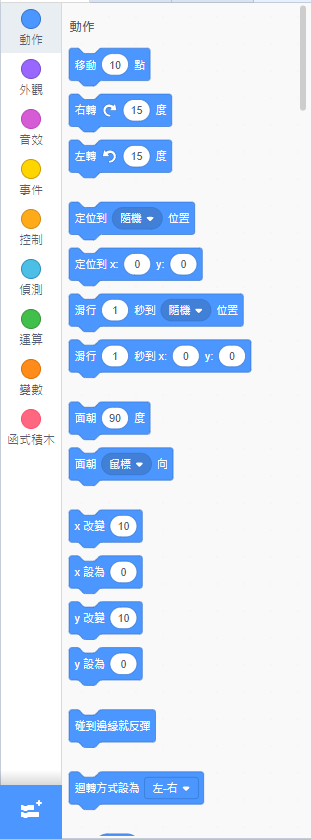 動作
外觀
音效
事件
控制
偵測
運算
變數
函式積木
動作
移動 10 點
右轉 15 度
左轉 15 度
定位到 隨機 位置
定位到 x: 0 y: 0
滑行 1 秒到 隨機 位置
滑行 1 秒到 x: 0 y: 0
面朝 90 度
面朝 鼠標 向
x 改變 10
x 設為 0
y 改變 10
y 設為 0
碰到邊緣就反彈
迴轉方式設為 左-右